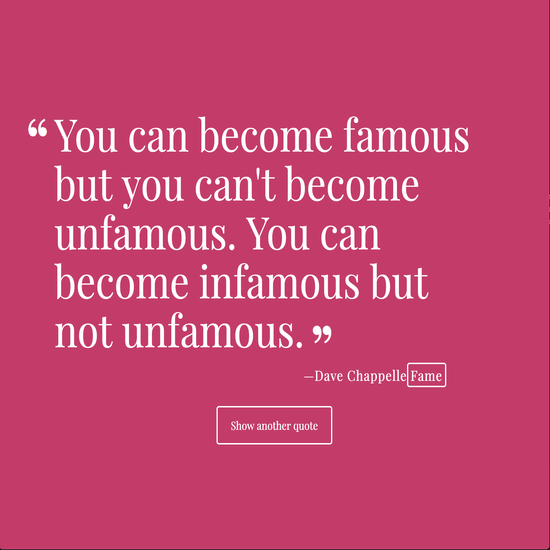 “You can become famous
but you can't become
unfamous. You can
become infamous but
not unfamous.”
—Dave Chappelle Fame
Show another quote